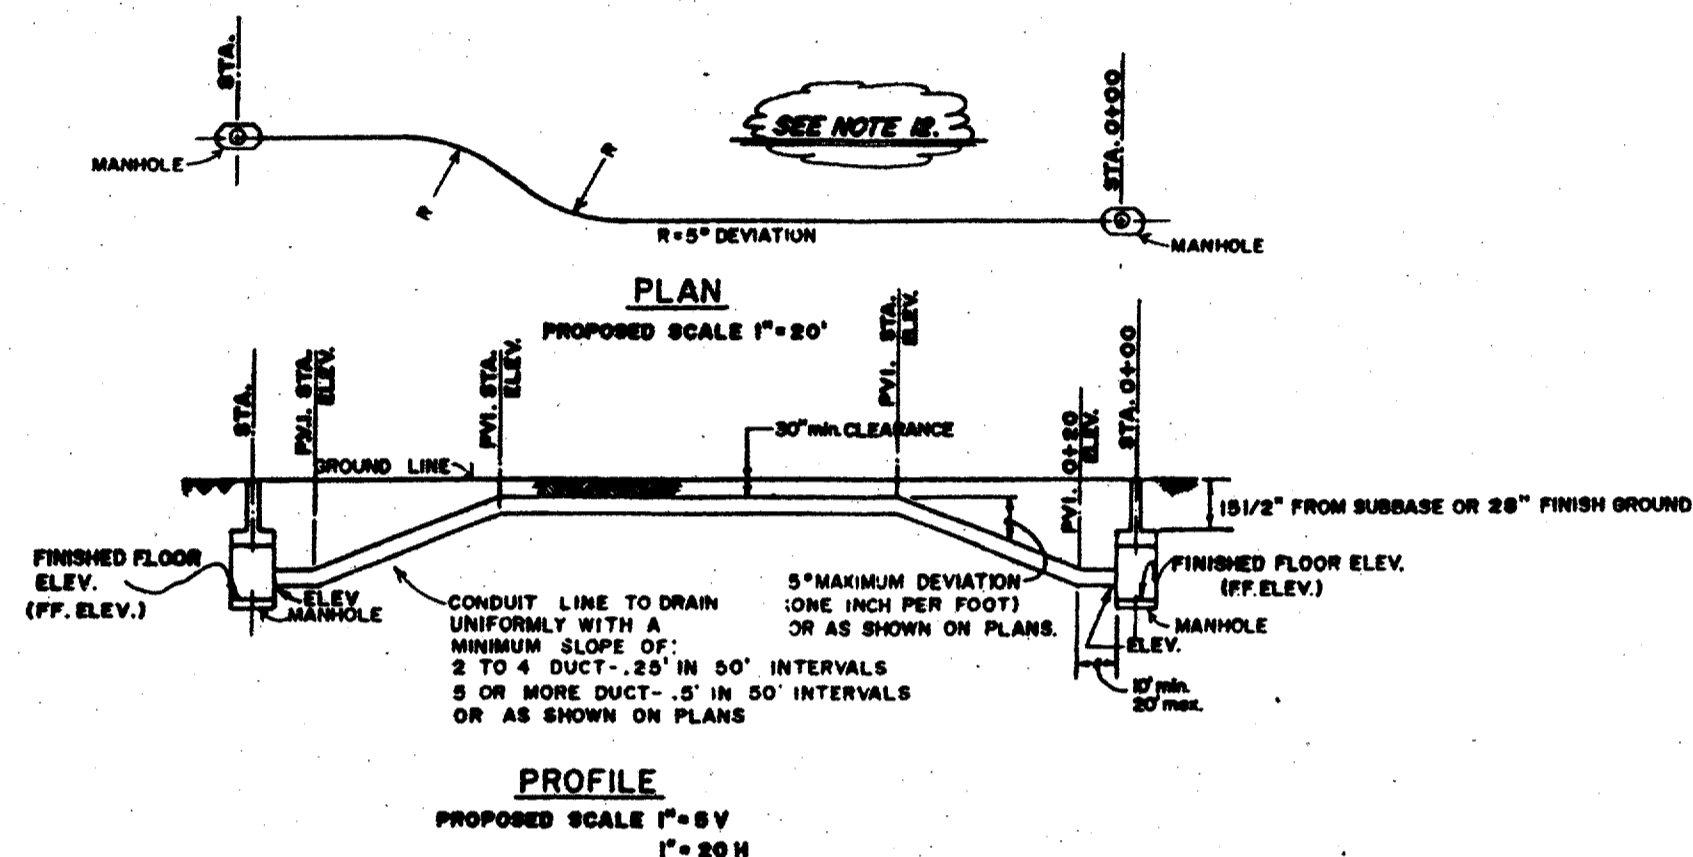 STA.
MANHOLE
R
R
SEE NOTE 12.
STA. 0+00
MANHOLE
R=5° DEVIATION
PLAN
PROPOSED SCALE 1"=20'
STA.
P.V.I. STA.
ELEV.
PVI. STA.
ELEV.
PVI. STA.
ELEV.
PVI. 0+20
ELEV.
STA. 0+00
30" min. CLEARANCE
GROUND LINE
15 1/2" FROM SUBBASE OR 28" FINISH GROUND
FINISHED FLOOR
ELEV.
(FF. ELEV.)
ELEV
MANHOLE
CONDUIT LINE TO DRAIN
UNIFORMLY WITH A
MINIMUM SLOPE OF:
2 TO 4 DUCT-.25' IN 50' INTERVALS
5 OR MORE DUCT-.5' IN 50' INTERVALS
OR AS SHOWN ON PLANS
5° MAXIMUM DEVIATION
(ONE INCH PER FOOT)
OR AS SHOWN ON PLANS.
FINISHED FLOOR ELEV.
(F.F. ELEV.)
MANHOLE
ELEV.
10' min.
20' max.
PROFILE
PROPOSED SCALE 1"=5 V
1"=20 H